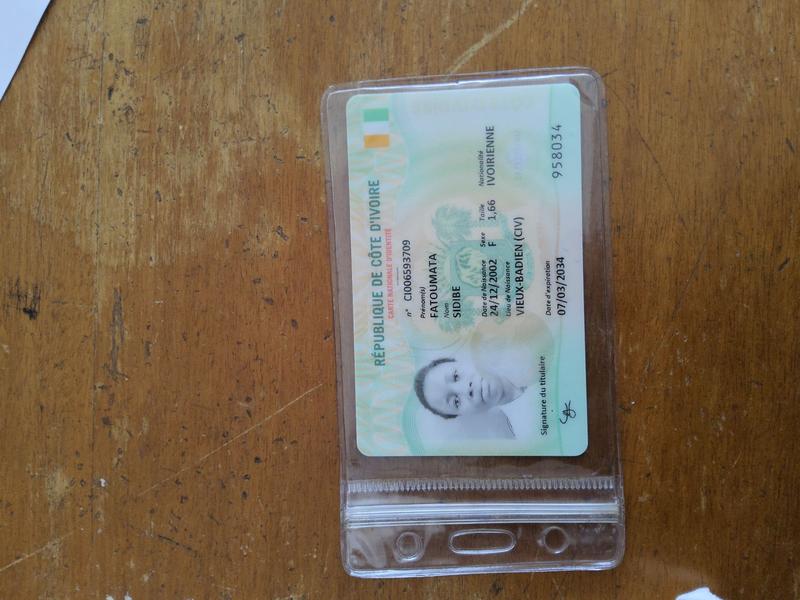 RÉPUBLIQUE DE CÔTE D'IVOIRE
CARTE NATIONALE D'IDENTITÉ
n° CI006593709
Prénom(s)
FATOUMATA
Nom
SIDIBE
Date de Naissance Sexe Taille Nationalité
24/12/2002 F 1,66 IVOIRIENNE
Lieu de Naissance
VIEUX-BADIEN (CIV)
Date d'expiration
07/03/2034
958034
Signature du titulaire